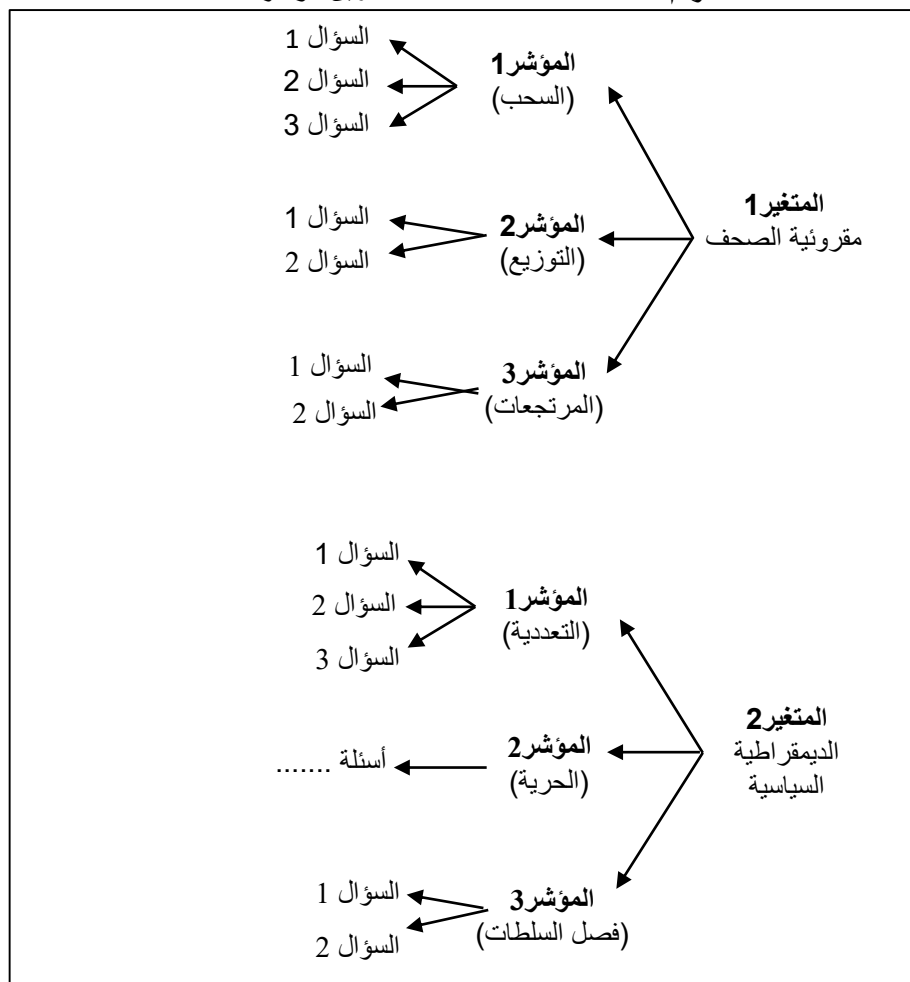 المتغير1
مقروئية الصحف
المؤشر1
(السحب)
السؤال 1
السؤال 2
السؤال 3
المؤشر2
(التوزيع)
السؤال 1
السؤال 2
المؤشر3
(المرتجعات)
السؤال 1
السؤال 2
المتغير2
الديمقراطية
السياسية
المؤشر1
(التعددية)
السؤال 1
السؤال 2
السؤال 3
المؤشر2
(الحرية)
أسئلة .......
المؤشر3
(فصل السلطات)
السؤال 1
السؤال 2